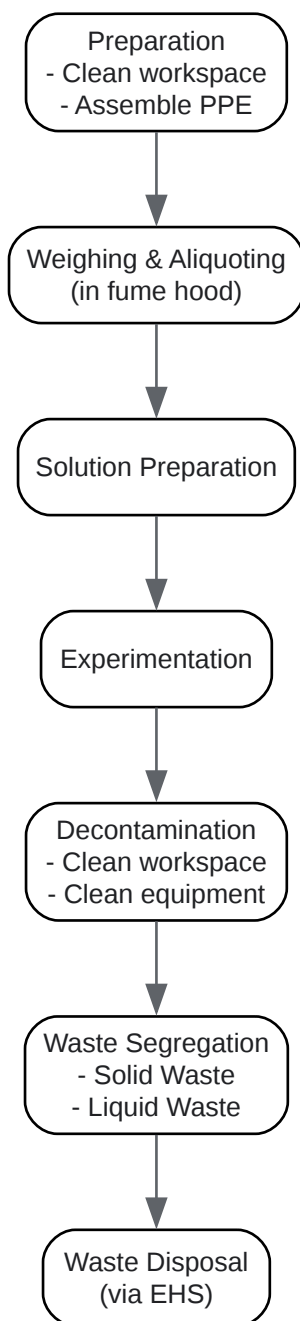 Preparation
- Clean workspace
- Assemble PPE
Weighing & Aliquoting
(in fume hood)
Solution Preparation
Experimentation
Decontamination
- Clean workspace
- Clean equipment
Waste Segregation
- Solid Waste
- Liquid Waste
Waste Disposal
(via EHS)